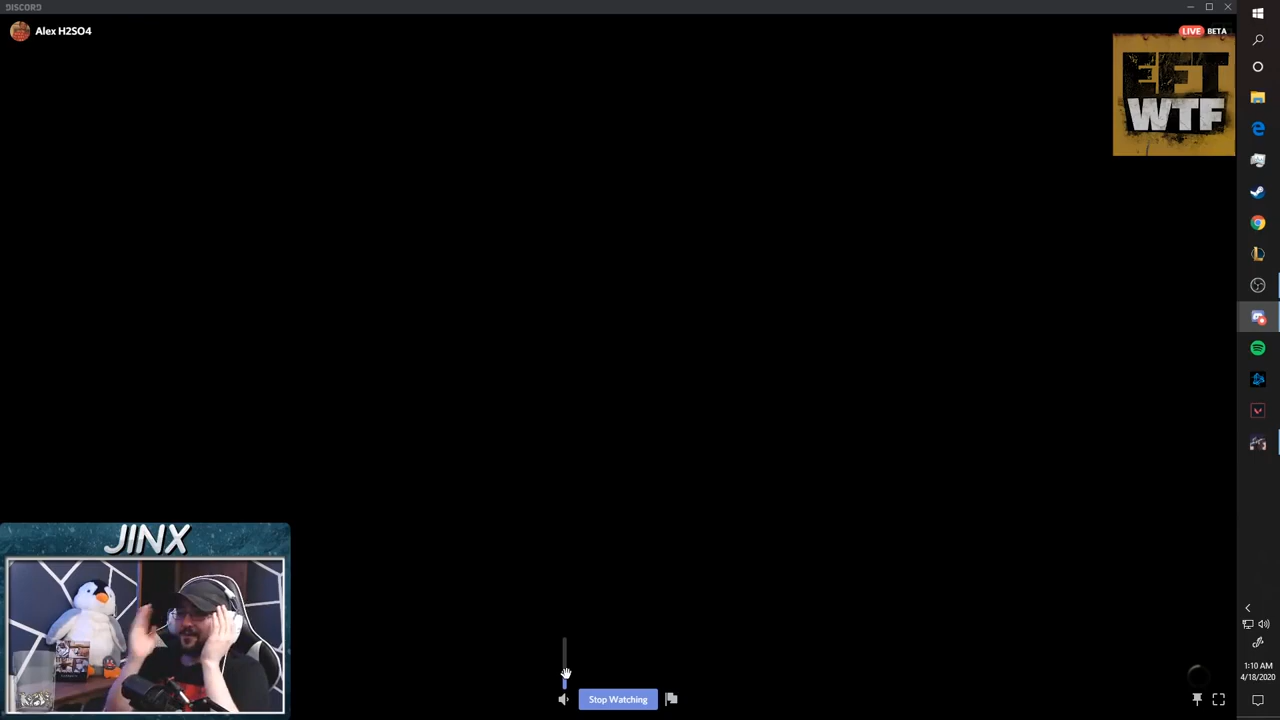 DISCORD
Alex H2SO4
LIVE BETA
EFT
WTF
JINX
Stop Watching
1:10 AM
4/18/2020